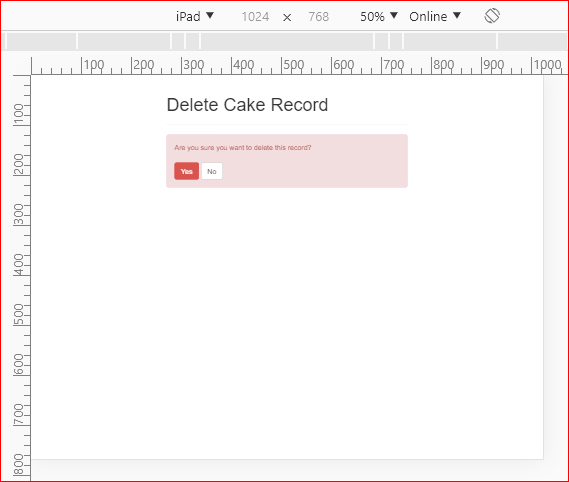 iPad ▼ 1024 × 768 50% ▼ Online ▼
100 200 300 400 500 600 700 800 900 1000
100
200
300
400
500
600
700
800
Delete Cake Record
Are you sure you want to delete this record?
Yes No